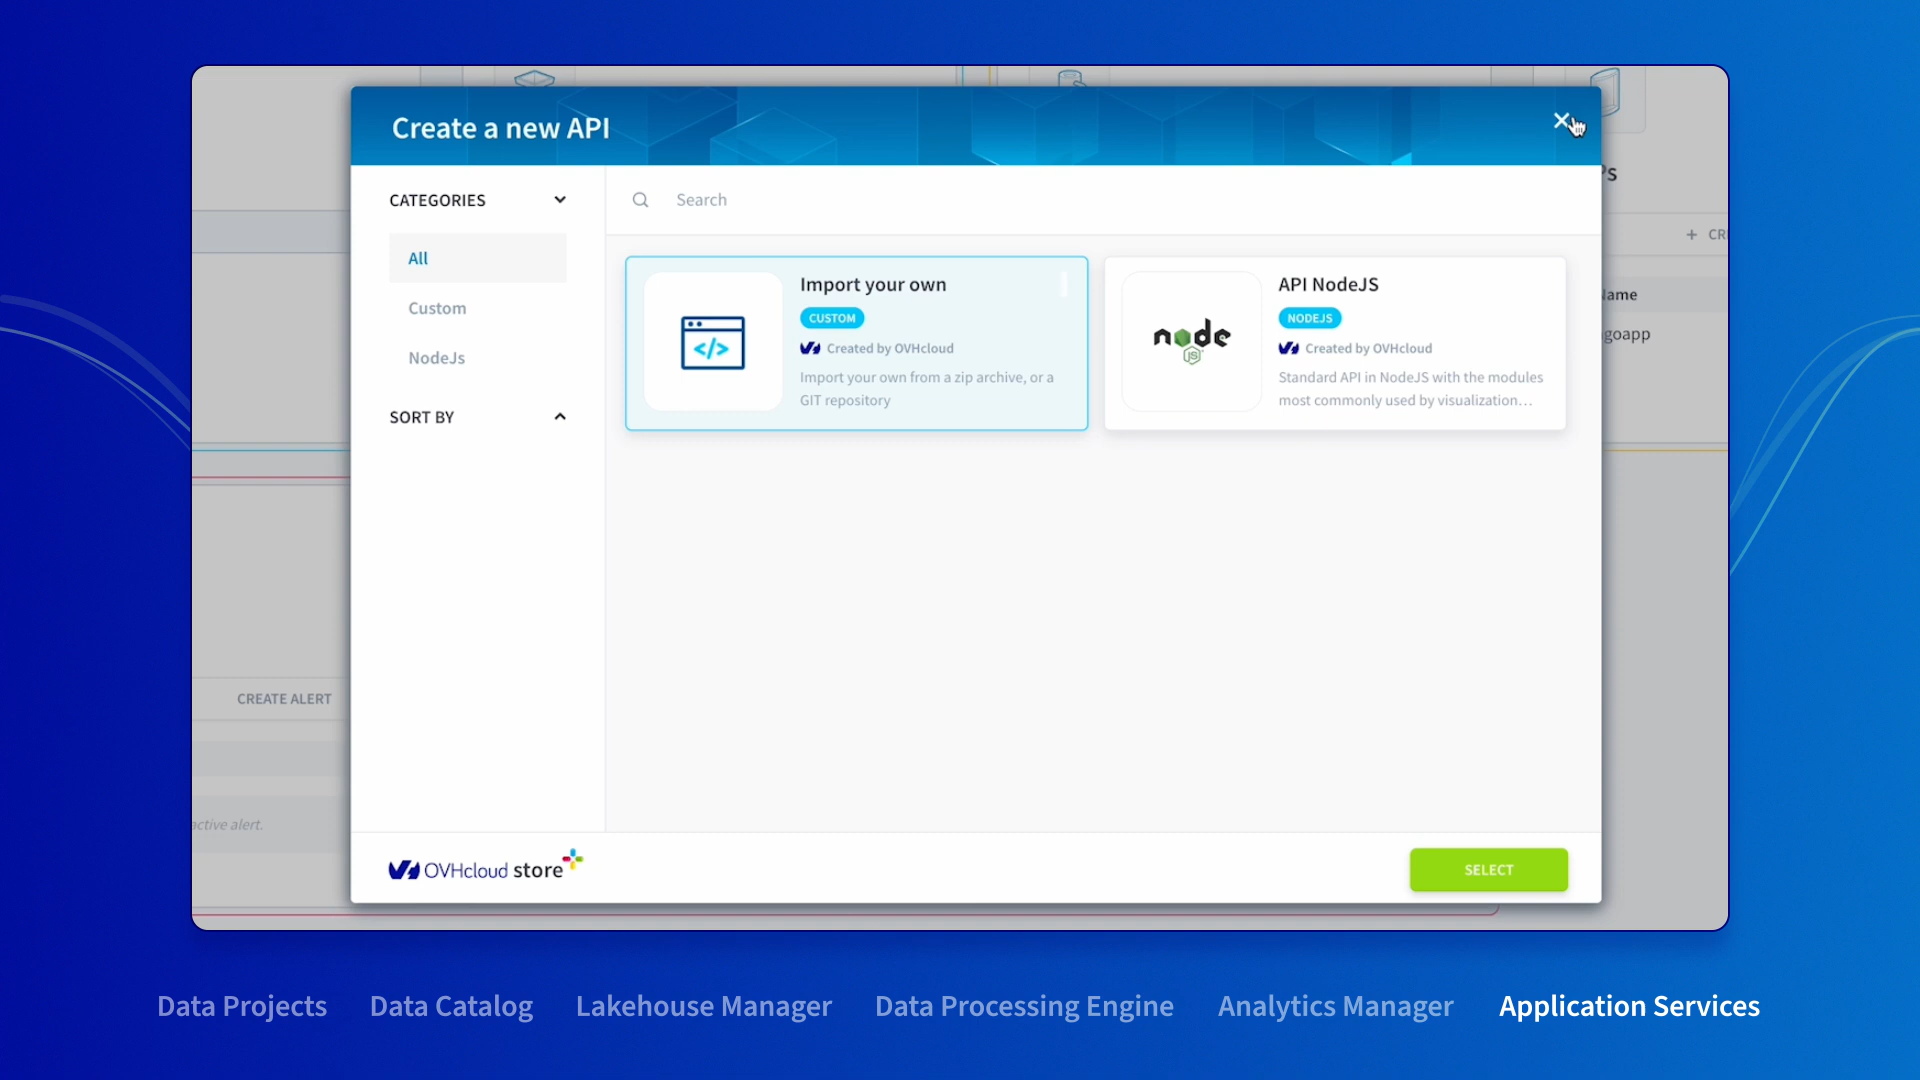 Create a new API
CATEGORIES
All
Custom
NodeJs
SORT BY
Search
Import your own
CUSTOM
Created by OVHcloud
Import your own from a zip archive, or a
GIT repository
API NodeJS
NODEJS
Created by OVHcloud
Standard API in NodeJS with the modules
most commonly used by visualization…
node
JS
+ CR
goapp
CREATE ALERT
active alert.
OVHcloud store
SELECT
Data Projects
Data Catalog
Lakehouse Manager
Data Processing Engine
Analytics Manager
Application Services